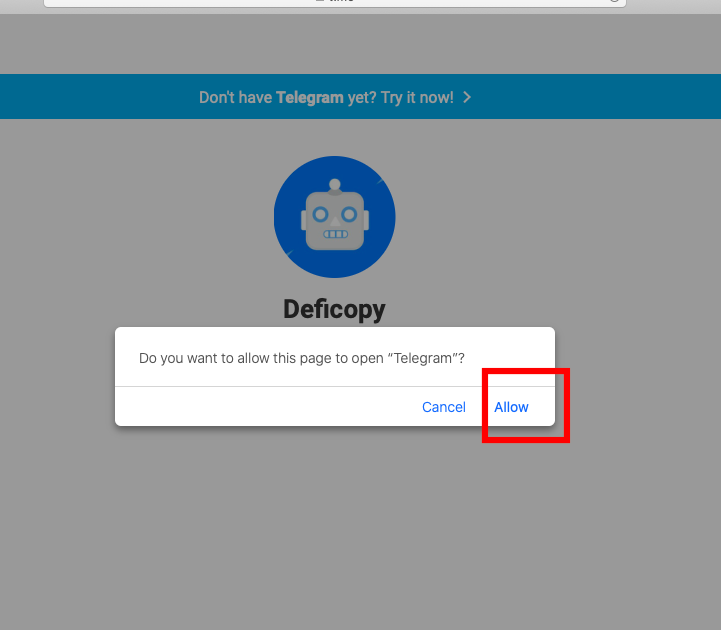 Don't have Telegram yet? Try it now!
Deficopy
Do you want to allow this page to open “Telegram”?
Cancel Allow